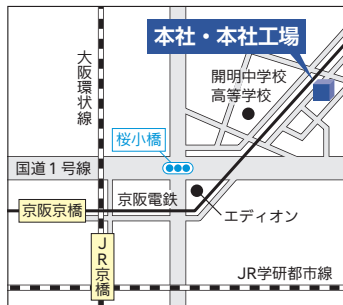 本社・本社工場
大阪環状線
開明中学校
高等学校
桜小橋
国道1号線
京阪電鉄
エディオン
京阪京橋
JR京橋
JR学研都市線